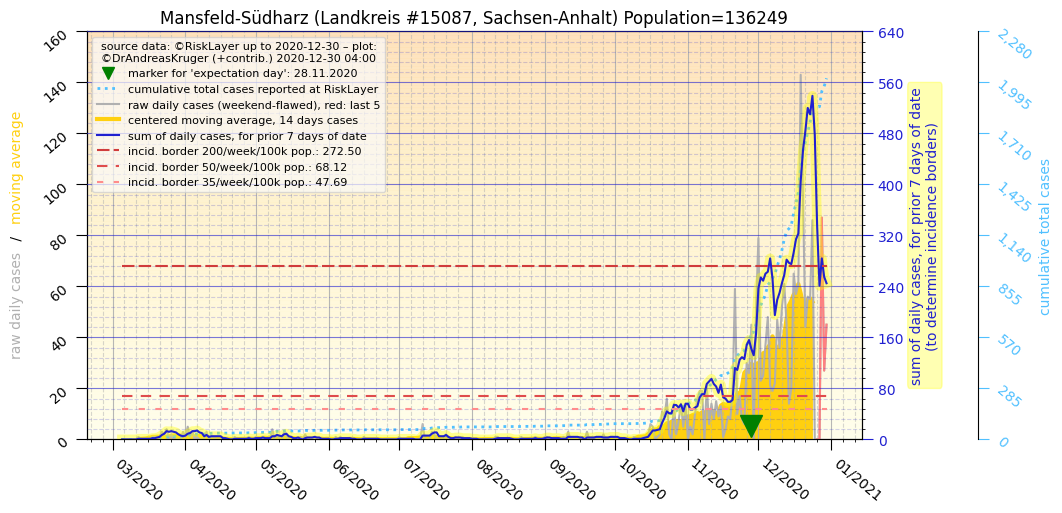 Mansfeld-Südharz (Landkreis #15087, Sachsen-Anhalt) Population=136249
source data: ©RiskLayer up to 2020-12-30 – plot:
©DrAndreasKruger (+contrib.) 2020-12-30 04:00
marker for 'expectation day': 28.11.2020
cumulative total cases reported at RiskLayer
raw daily cases (weekend-flawed), red: last 5
centered moving average, 14 days cases
sum of daily cases, for prior 7 days of date
incid. border 200/week/100k pop.: 272.50
incid. border 50/week/100k pop.: 68.12
incid. border 35/week/100k pop.: 47.69
raw daily cases / moving average
160
140
120
100
80
60
40
20
0
03/2020
04/2020
05/2020
06/2020
07/2020
08/2020
09/2020
10/2020
11/2020
12/2020
01/2021
640
560
480
400
320
240
160
80
0
sum of daily cases, for prior 7 days of date
(to determine incidence borders)
2,280
1,995
1,710
1,425
1,140
855
570
285
0
cumulative total cases